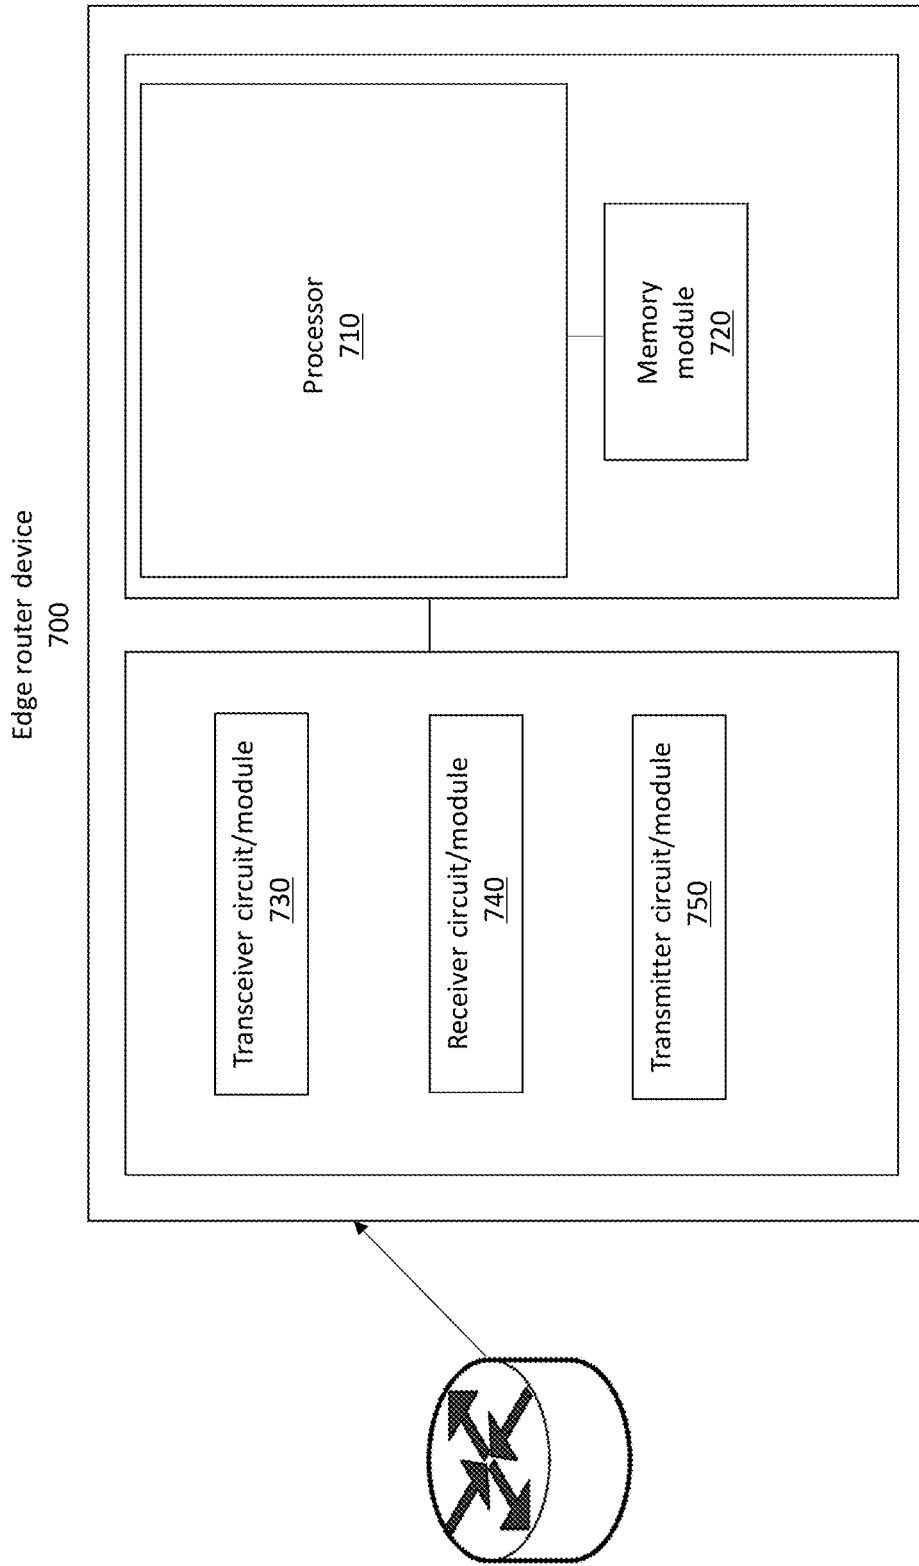 Edge router device
700
Transceiver circuit/module
730
Receiver circuit/module
740
Transmitter circuit/module
750
Processor
710
Memory
module
720